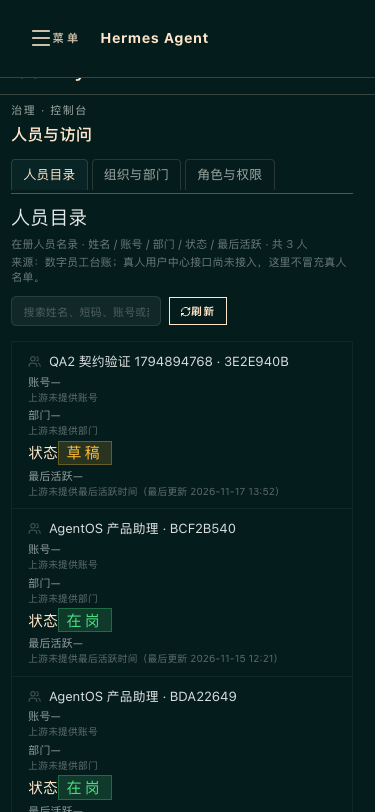 菜单 Hermes Agent
治理 · 控制台
人员与访问
人员目录 组织与部门 角色与权限
人员目录
在册人员名录 · 姓名 / 账号 / 部门 / 状态 / 最后活跃 · 共 3 人
来源：数字员工台账；真人用户中心接口尚未接入，这里不冒充真人名单。
搜索姓名、短码、账号或 刷新
QA2 契约验证 1794894768 · 3E2E940B
账号—
上游未提供账号
部门—
上游未提供部门
状态 草稿
最后活跃—
上游未提供最后活跃时间（最后更新 2026-11-17 13:52）
AgentOS 产品助理 · BCF2B540
账号—
上游未提供账号
部门—
上游未提供部门
状态 在岗
最后活跃—
上游未提供最后活跃时间（最后更新 2026-11-15 12:21）
AgentOS 产品助理 · BDA22649
账号—
上游未提供账号
部门—
上游未提供部门
状态 在岗
最后活跃—